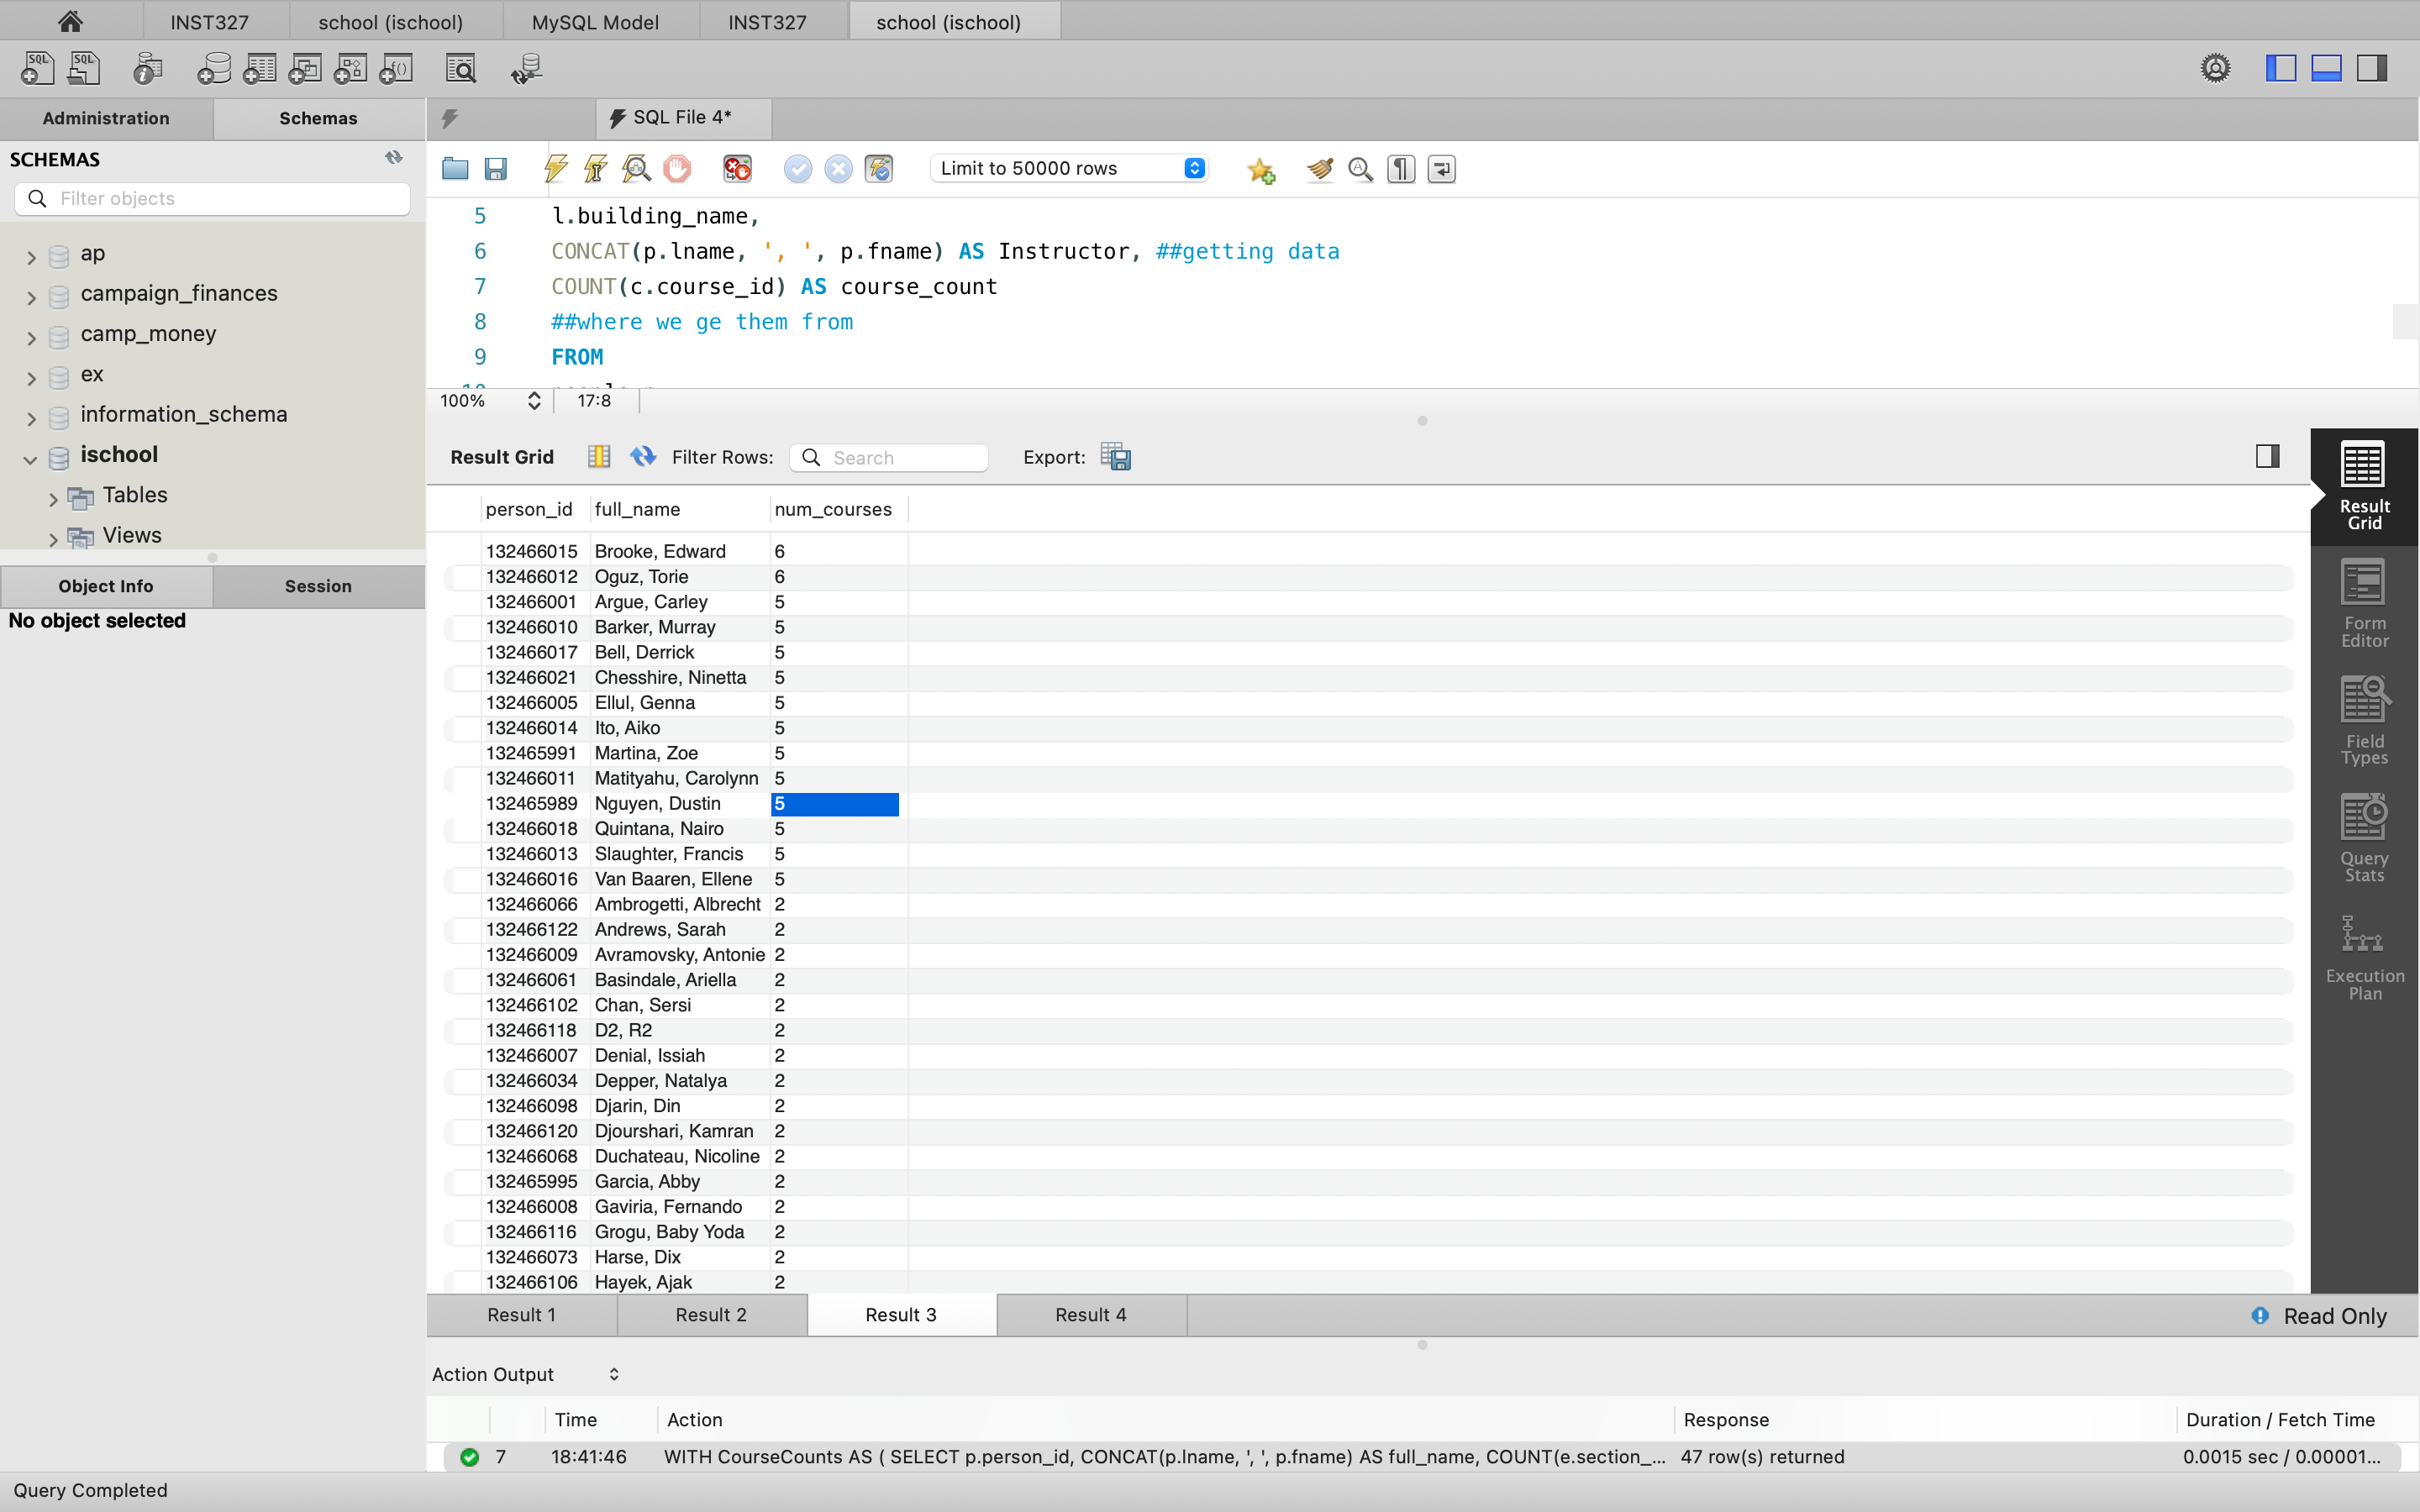 INST327 school (ischool) MySQL Model INST327 school (ischool)
SQL SQL
Administration Schemas
SQL File 4*
SCHEMAS
Filter objects
Limit to 50000 rows
ap
campaign_finances
camp_money
ex
information_schema
ischool
Tables
Views
5 l.building_name,
6 CONCAT(p.lname, ', ', p.fname) AS Instructor, ##getting data
7 COUNT(c.course_id) AS course_count
8 ##where we ge them from
9 FROM
100% 17:8
Object Info Session
No object selected
Result Grid Filter Rows: Search Export:
person_id full_name num_courses
132466015 Brooke, Edward 6
132466012 Oguz, Torie 6
132466001 Argue, Carley 5
132466010 Barker, Murray 5
132466017 Bell, Derrick 5
132466021 Chesshire, Ninetta 5
132466005 Ellul, Genna 5
132466014 Ito, Aiko 5
132465991 Martina, Zoe 5
132466011 Matityahu, Carolynn 5
132465989 Nguyen, Dustin 5
132466018 Quintana, Nairo 5
132466013 Slaughter, Francis 5
132466016 Van Baaren, Ellene 5
132466066 Ambrogetti, Albrecht 2
132466122 Andrews, Sarah 2
132466009 Avramovsky, Antonie 2
132466061 Basindale, Ariella 2
132466102 Chan, Sersi 2
132466118 D2, R2 2
132466007 Denial, Issiah 2
132466034 Depper, Natalya 2
132466098 Djarin, Din 2
132466120 Djourshari, Kamran 2
132466068 Duchateau, Nicoline 2
132465995 Garcia, Abby 2
132466008 Gaviria, Fernando 2
132466116 Grogu, Baby Yoda 2
132466073 Harse, Dix 2
132466106 Hayek, Ajak 2
Result
Grid
Form
Editor
Field
Types
Query
Stats
Execution
Plan
Result 1 Result 2 Result 3 Result 4 Read Only
Action Output
Time Action Response Duration / Fetch Time
7 18:41:46 WITH CourseCounts AS ( SELECT p.person_id, CONCAT(p.lname, ', ', p.fname) AS full_name, COUNT(e.section_... 47 row(s) returned 0.0015 sec / 0.00001...
Query Completed